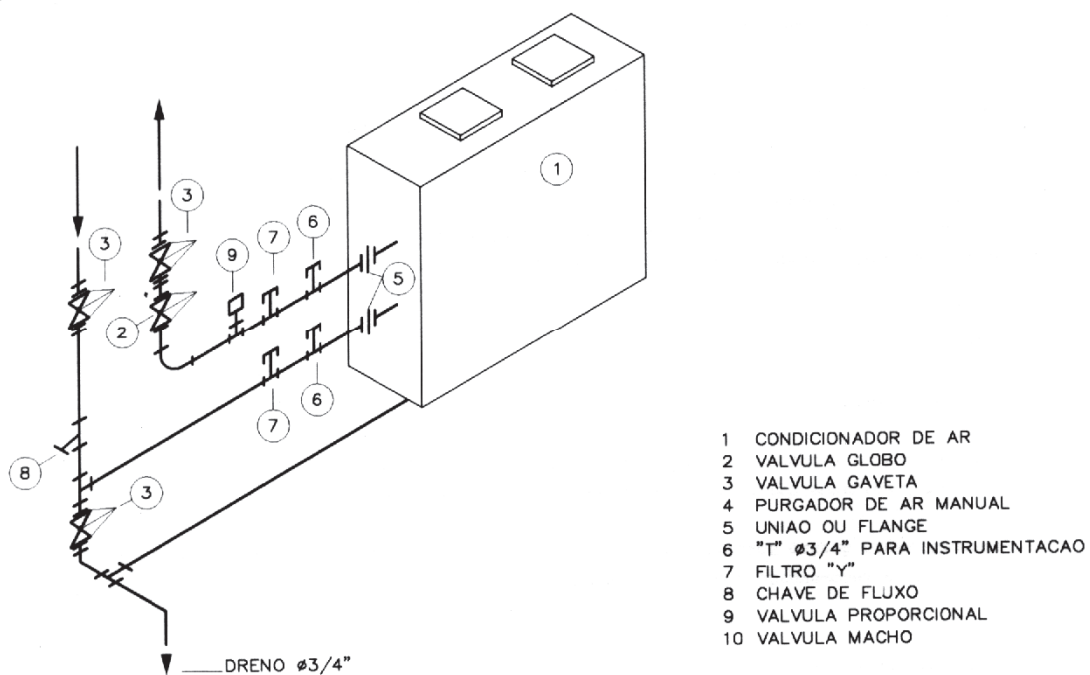 1
3
3
6
7
9
5
2
6
7
8
3
1 CONDICIONADOR DE AR
2 VALVULA GLOBO
3 VALVULA GAVETA
4 PURGADOR DE AR MANUAL
5 UNIAO OU FLANGE
6 "T" ø3/4" PARA INSTRUMENTACAO
7 FILTRO "Y"
8 CHAVE DE FLUXO
9 VALVULA PROPORCIONAL
10 VALVULA MACHO
DRENO ø3/4"